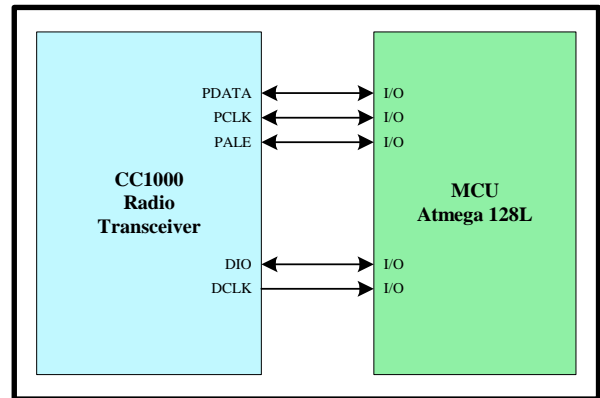 PDATA I/O
PCLK I/O
PALE I/O
CC1000
Radio
Transceiver
MCU
Atmega 128L
DIO I/O
DCLK I/O